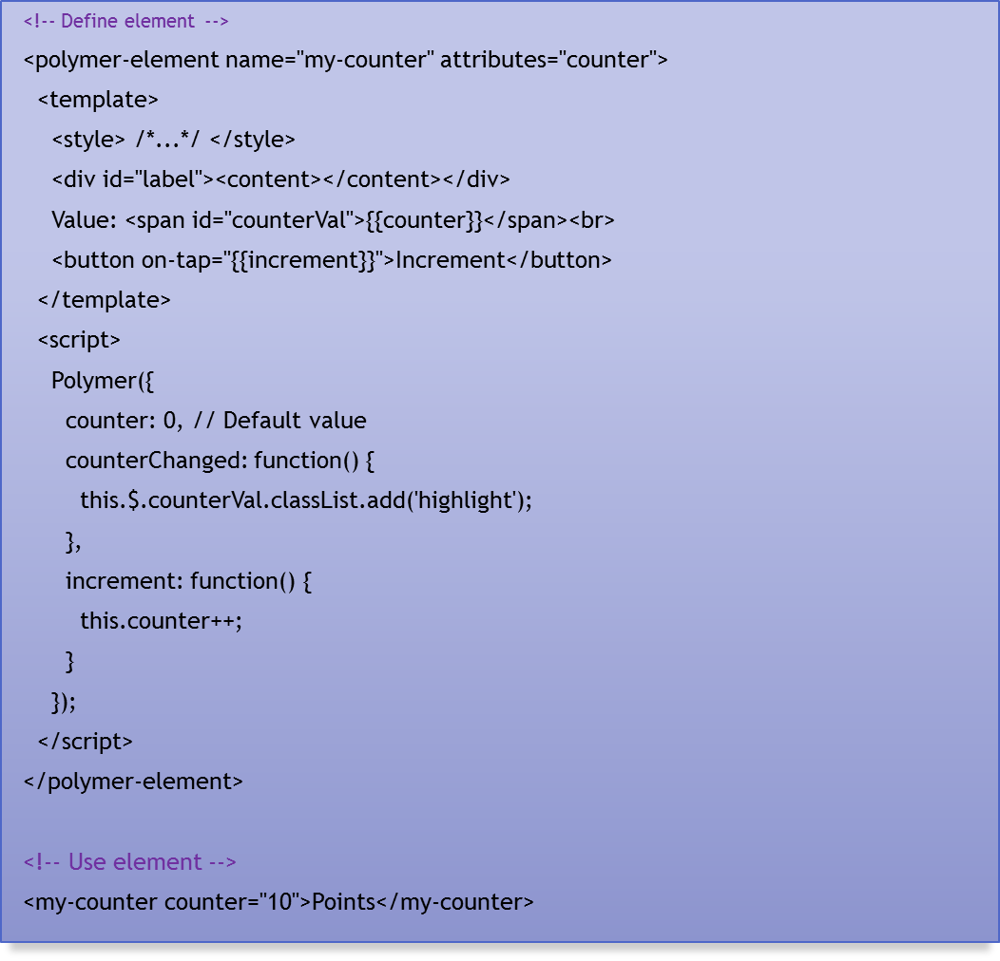 <!-- Define element -->
<polymer-element name="my-counter" attributes="counter">
<template>
<style> /*...*/ </style>
<div id="label"><content></content></div>
Value: <span id="counterVal">{{counter}}</span><br>
<button on-tap="{{increment}}">Increment</button>
</template>
<script>
Polymer({
counter: 0, // Default value
counterChanged: function() {
this.$.counterVal.classList.add('highlight');
},
increment: function() {
this.counter++;
}
});
</script>
</polymer-element>
<!-- Use element -->
<my-counter counter="10">Points</my-counter>